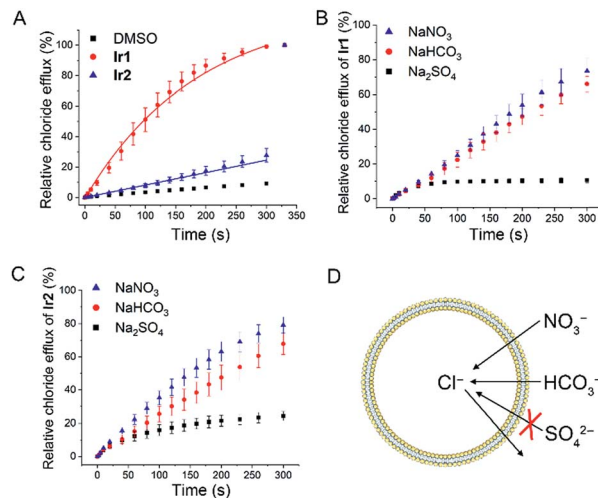 A
Relative chloride efflux (%)
100
80
60
40
20
0
DMSO
Ir1
Ir2
0 50 100 150 200 250 300 350
Time (s)
B
Relative chloride efflux of Ir1 (%)
100
80
60
40
20
0
NaNO₃
NaHCO₃
Na₂SO₄
0 50 100 150 200 250 300
Time (s)
C
Relative chloride efflux of Ir2 (%)
100
80
60
40
20
0
NaNO₃
NaHCO₃
Na₂SO₄
0 50 100 150 200 250 300
Time (s)
D
NO₃⁻
Cl⁻
HCO₃⁻
SO₄²⁻